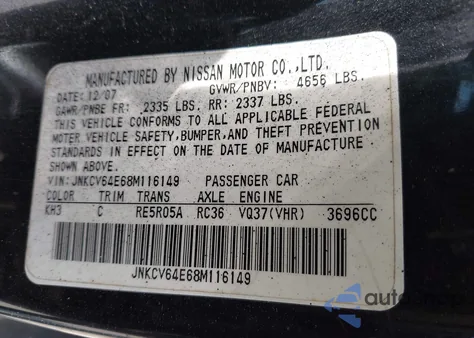 MANUFACTURED BY NISSAN MOTOR CO.,LTD.
DATE: 12/07 GVWR/PNBV: 4656 LBS.
GAWR/PNBE FR: 2335 LBS. RR: 2337 LBS.
THIS VEHICLE CONFORMS TO ALL APPLICABLE FEDERAL
MOTOR VEHICLE SAFETY,BUMPER,AND THEFT PREVENTION
STANDARDS IN EFFECT ON THE DATE OF MANUFACTURE
SHOWN ABOVE.
VIN: JNKCV64E68M116149 PASSENGER CAR
COLOR TRIM TRANS AXLE ENGINE
KH3 C RE5R05A RC36 VQ37(VHR) 3696CC
JNKCV64E68M116149